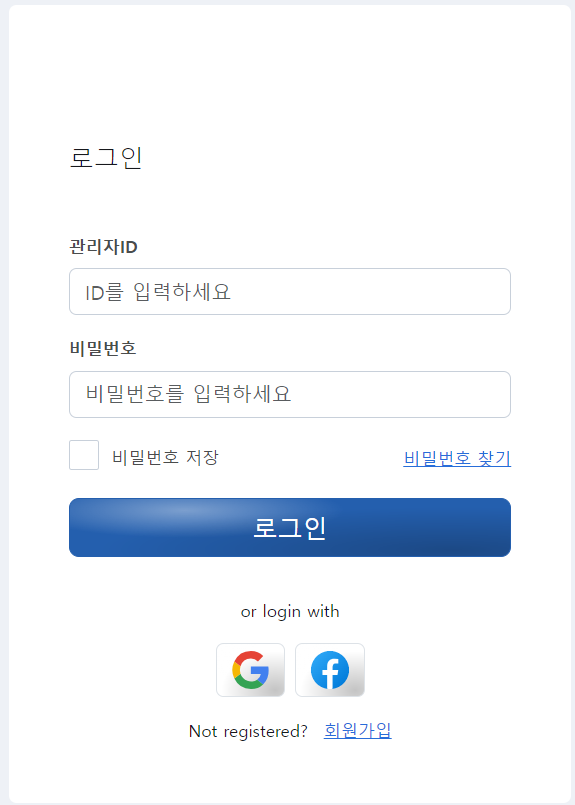 로그인
관리자ID
ID를 입력하세요
비밀번호
비밀번호를 입력하세요
비밀번호 저장 비밀번호 찾기
로그인
or login with
Not registered? 회원가입